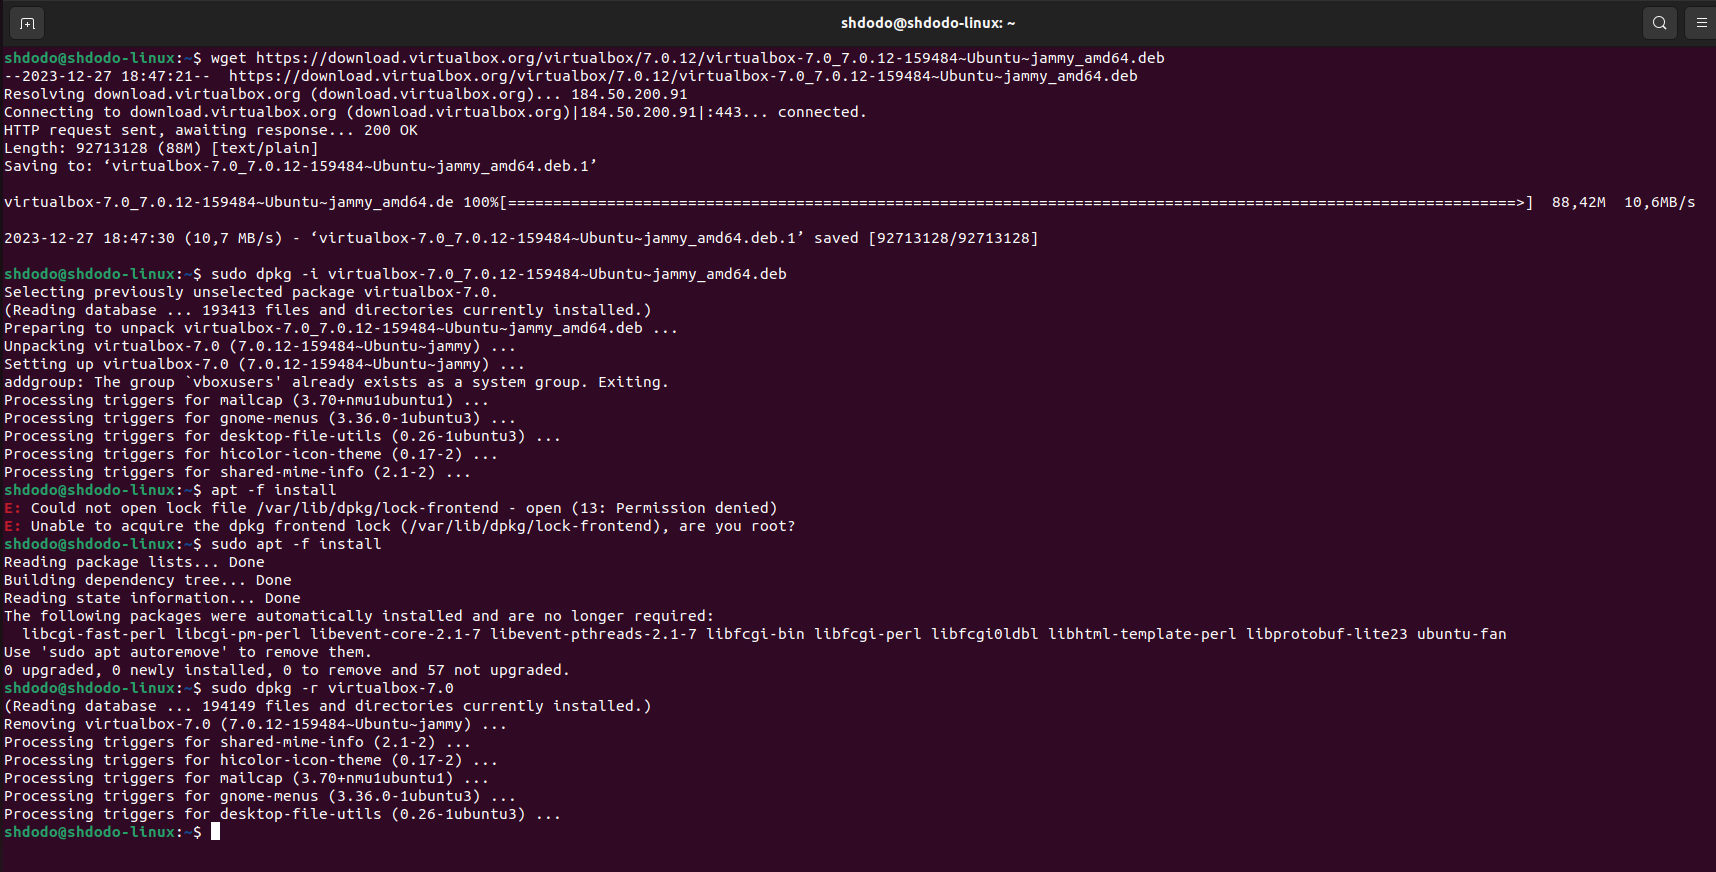 shdodo@shdodo-linux: ~
shdodo@shdodo-linux:~$ wget https://download.virtualbox.org/virtualbox/7.0.12/virtualbox-7.0_7.0.12-159484~Ubuntu~jammy_amd64.deb
--2023-12-27 18:47:21--  https://download.virtualbox.org/virtualbox/7.0.12/virtualbox-7.0_7.0.12-159484~Ubuntu~jammy_amd64.deb
Resolving download.virtualbox.org (download.virtualbox.org)... 184.50.200.91
Connecting to download.virtualbox.org (download.virtualbox.org)|184.50.200.91|:443... connected.
HTTP request sent, awaiting response... 200 OK
Length: 92713128 (88M) [text/plain]
Saving to: ‘virtualbox-7.0_7.0.12-159484~Ubuntu~jammy_amd64.deb.1’
virtualbox-7.0_7.0.12-159484~Ubuntu~jammy_amd64.de 100%[================================================================================================================>]  88,42M  10,6MB/s
2023-12-27 18:47:30 (10,7 MB/s) - ‘virtualbox-7.0_7.0.12-159484~Ubuntu~jammy_amd64.deb.1’ saved [92713128/92713128]
shdodo@shdodo-linux:~$ sudo dpkg -i virtualbox-7.0_7.0.12-159484~Ubuntu~jammy_amd64.deb
Selecting previously unselected package virtualbox-7.0.
(Reading database ... 193413 files and directories currently installed.)
Preparing to unpack virtualbox-7.0_7.0.12-159484~Ubuntu~jammy_amd64.deb ...
Unpacking virtualbox-7.0 (7.0.12-159484~Ubuntu~jammy) ...
Setting up virtualbox-7.0 (7.0.12-159484~Ubuntu~jammy) ...
addgroup: The group `vboxusers' already exists as a system group. Exiting.
Processing triggers for mailcap (3.70+nmu1ubuntu1) ...
Processing triggers for gnome-menus (3.36.0-1ubuntu3) ...
Processing triggers for desktop-file-utils (0.26-1ubuntu3) ...
Processing triggers for hicolor-icon-theme (0.17-2) ...
Processing triggers for shared-mime-info (2.1-2) ...
shdodo@shdodo-linux:~$ apt -f install
E: Could not open lock file /var/lib/dpkg/lock-frontend - open (13: Permission denied)
E: Unable to acquire the dpkg frontend lock (/var/lib/dpkg/lock-frontend), are you root?
shdodo@shdodo-linux:~$ sudo apt -f install
Reading package lists... Done
Building dependency tree... Done
Reading state information... Done
The following packages were automatically installed and are no longer required:
  libcgi-fast-perl libcgi-pm-perl libevent-core-2.1-7 libevent-pthreads-2.1-7 libfcgi-bin libfcgi-perl libfcgi0ldbl libhtml-template-perl libprotobuf-lite23 ubuntu-fan
Use 'sudo apt autoremove' to remove them.
0 upgraded, 0 newly installed, 0 to remove and 57 not upgraded.
shdodo@shdodo-linux:~$ sudo dpkg -r virtualbox-7.0
(Reading database ... 194149 files and directories currently installed.)
Removing virtualbox-7.0 (7.0.12-159484~Ubuntu~jammy) ...
Processing triggers for shared-mime-info (2.1-2) ...
Processing triggers for hicolor-icon-theme (0.17-2) ...
Processing triggers for mailcap (3.70+nmu1ubuntu1) ...
Processing triggers for gnome-menus (3.36.0-1ubuntu3) ...
Processing triggers for desktop-file-utils (0.26-1ubuntu3) ...
shdodo@shdodo-linux:~$